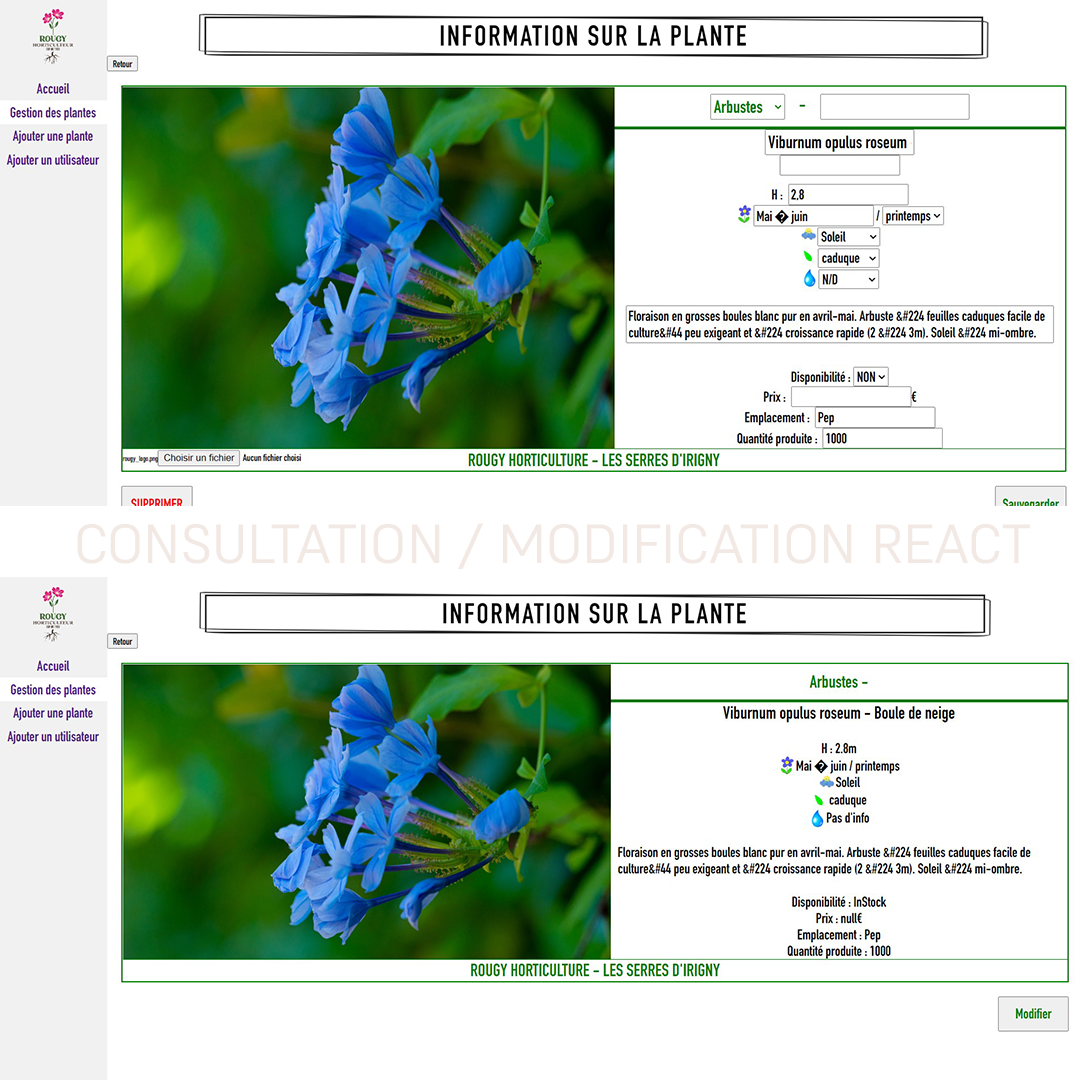 ROUGY
HORTICULTEUR
INFORMATION SUR LA PLANTE
Retour
Accueil
Gestion des plantes
Ajouter une plante
Ajouter un utilisateur
Arbustes -
Viburnum opulus roseum
H : 2,8
Mai � juin / printemps
Soleil
caduque
N/D
Floraison en grosses boules blanc pur en avril-mai. Arbuste &#224 feuilles caduques facile de
culture&#44 peu exigeant et &#224 croissance rapide (2 &#224 3m). Soleil &#224 mi-ombre.
Disponibilité : NON
Prix : €
Emplacement : Pep
Quantité produite : 1000
rougy_logo.png Choisir un fichier Aucun fichier choisi
ROUGY HORTICULTURE - LES SERRES D'IRIGNY
SUPPRIMER
Sauvegarder
CONSULTATION / MODIFICATION REACT
ROUGY
HORTICULTEUR
INFORMATION SUR LA PLANTE
Retour
Accueil
Gestion des plantes
Ajouter une plante
Ajouter un utilisateur
Arbustes -
Viburnum opulus roseum - Boule de neige
H : 2.8m
Mai � juin / printemps
Soleil
caduque
Pas d'info
Floraison en grosses boules blanc pur en avril-mai. Arbuste &#224 feuilles caduques facile de
culture&#44 peu exigeant et &#224 croissance rapide (2 &#224 3m). Soleil &#224 mi-ombre.
Disponibilité : InStock
Prix : null€
Emplacement : Pep
Quantité produite : 1000
ROUGY HORTICULTURE - LES SERRES D'IRIGNY
Modifier